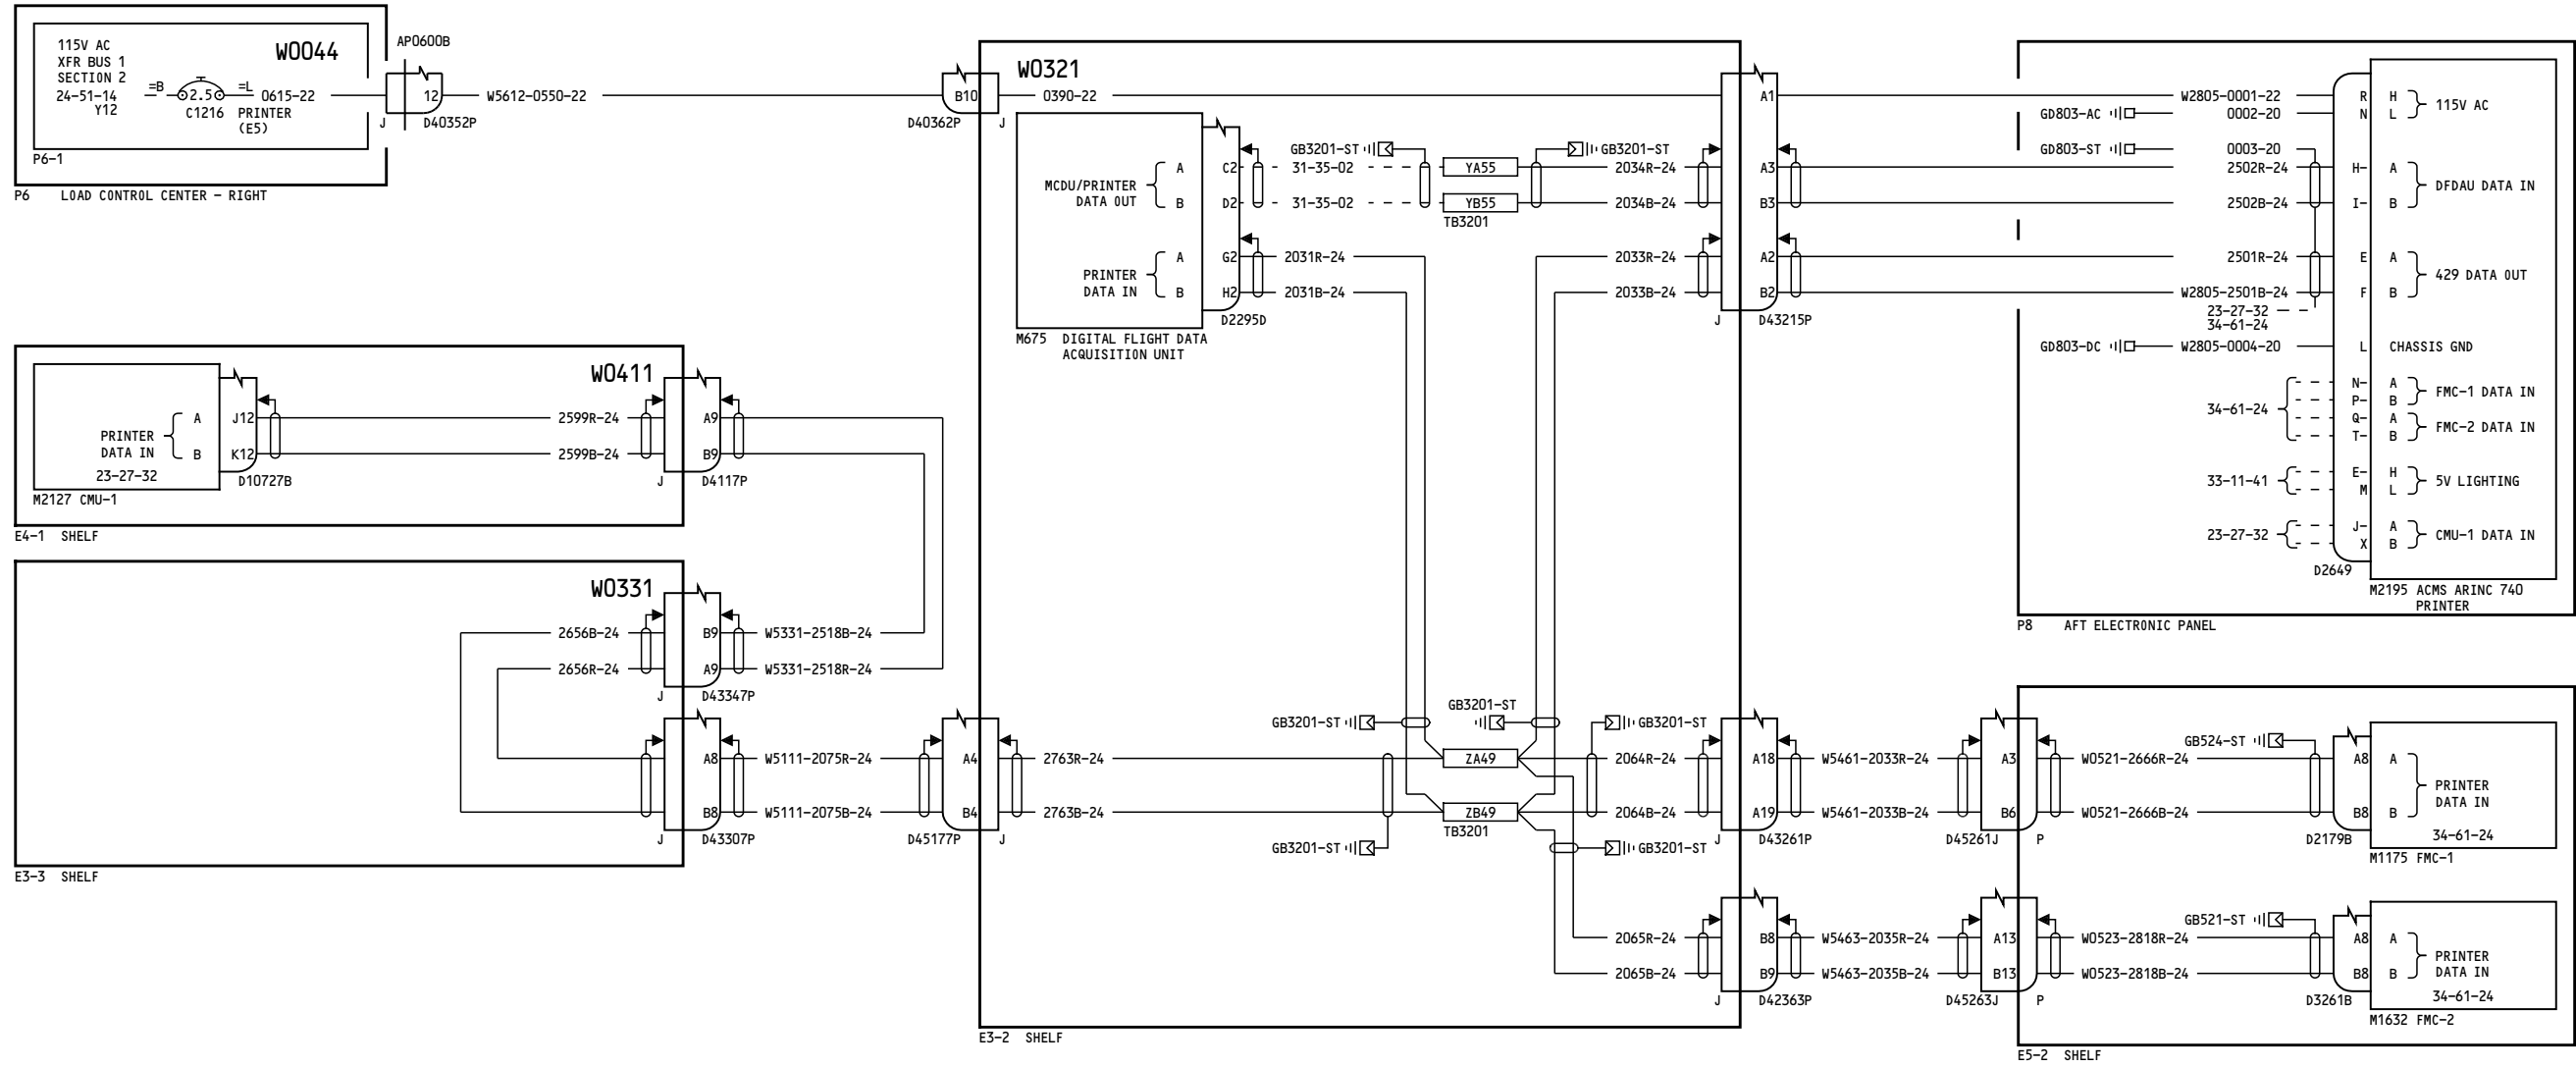 115V AC
XFR BUS 1
SECTION 2
24-51-14
Y12
=B
2.5
=L
C1216
PRINTER
(E5)
W0044
0615-22
P6-1
P6 LOAD CONTROL CENTER - RIGHT
AP0600B
12
J
D40352P
W5612-0550-22
B10
D40362P
J
W0321
0390-22
A1
MCDU/PRINTER
DATA OUT
A
B
C2
D2
PRINTER
DATA IN
A
B
G2
H2
D2295D
M675 DIGITAL FLIGHT DATA
ACQUISITION UNIT
GB3201-ST
31-35-02
31-35-02
YA55
YB55
TB3201
GB3201-ST
2034R-24
2034B-24
2031R-24
2031B-24
2033R-24
2033B-24
A3
B3
A2
B2
J
D43215P
W2805-0001-22
GD803-AC
0002-20
GD803-ST
0003-20
2502R-24
2502B-24
2501R-24
W2805-2501B-24
23-27-32
34-61-24
GD803-DC
W2805-0004-20
34-61-24
33-11-41
23-27-32
R H
N L
115V AC
H- A
I- B
DFDAU DATA IN
E A
F B
429 DATA OUT
L CHASSIS GND
N- A
P- B
FMC-1 DATA IN
Q- A
T- B
FMC-2 DATA IN
E- H
M L
5V LIGHTING
J- A
X B
CMU-1 DATA IN
D2649
M2195 ACMS ARINC 740
PRINTER
P8 AFT ELECTRONIC PANEL
W0411
PRINTER
DATA IN
A
B
23-27-32
J12
K12
D10727B
M2127 CMU-1
2599R-24
2599B-24
A9
B9
J
D4117P
E4-1 SHELF
W0331
2656B-24
2656R-24
B9
A9
J
D43347P
W5331-2518B-24
W5331-2518R-24
A8
B8
J
D43307P
W5111-2075R-24
W5111-2075B-24
E3-3 SHELF
A4
B4
D45177P
J
2763R-24
2763B-24
GB3201-ST
GB3201-ST
GB3201-ST
ZA49
ZB49
TB3201
GB3201-ST
GB3201-ST
2064R-24
2064B-24
2065R-24
2065B-24
A18
A19
J
D43261P
B8
B9
J
D42363P
E3-2 SHELF
W5461-2033R-24
W5461-2033B-24
A3
B6
D45261J
P
W0521-2666R-24
W0521-2666B-24
GB524-ST
A8 A
B8 B
PRINTER
DATA IN
34-61-24
D2179B
M1175 FMC-1
W5463-2035R-24
W5463-2035B-24
A13
B13
D45263J
P
W0523-2818R-24
W0523-2818B-24
GB521-ST
A8 A
B8 B
PRINTER
DATA IN
34-61-24
D3261B
M1632 FMC-2
E5-2 SHELF